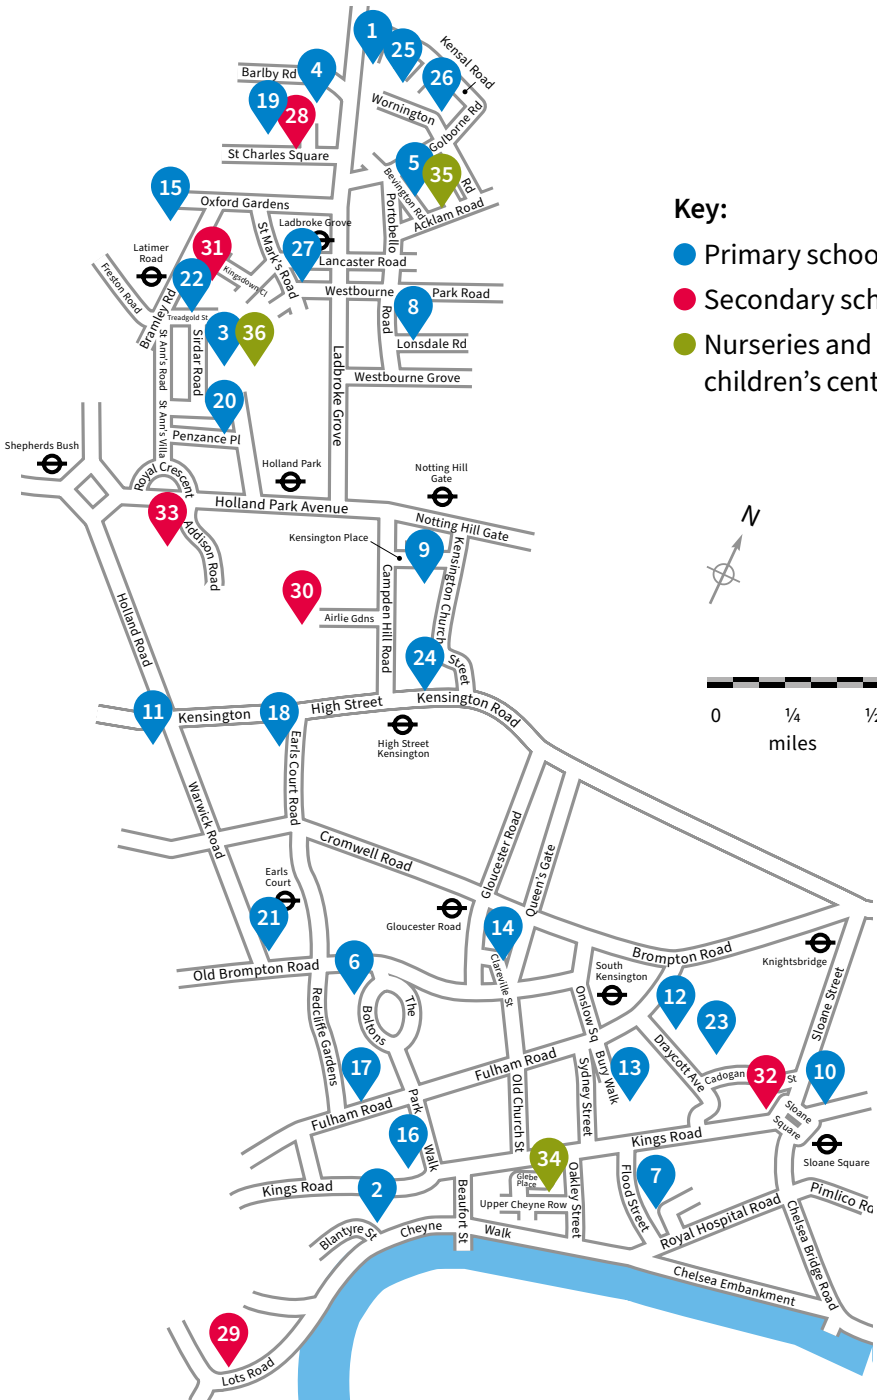 1
25
Kensal Road
Barlby Rd
4
26
19
28
Wornington
Golborne Rd
St Charles Square
5
35
Rd
Bevington Rd
15
Oxford Gardens
Portobello
Acklam Road
Ladbroke Grove
St Mark's Road
31
27
Latimer
Road
Lancaster Road
22
Kingsdown Cl
Freston Road
Westbourne
Park Road
Bramley Rd
Treadgold St
8
Road
3
36
Lonsdale Rd
St Ann's Road
Sirdar Road
Ladbroke Grove
Westbourne Grove
20
St Ann's Villa
Penzance Pl
Shepherds Bush
Royal Crescent
Holland Park
Notting Hill
Gate
Holland Park Avenue
33
Addison Road
Notting Hill Gate
Kensington Place
9
Kensington Church
Street
30
Campden Hill Road
Airlie Gdns
Holland Road
24
11
Kensington
18
High Street
Kensington Road
High Street
Kensington
Earls Court Road
Warwick Road
Cromwell Road
Gloucester Road
Queen's Gate
Earls
Court
21
Gloucester Road
14
Brompton Road
Knightsbridge
Old Brompton Road
6
Clareville St
South
Kensington
12
Sloane Street
The
Boltons
Redcliffe Gardens
Onslow Sq
23
Draycott Ave
17
Fulham Road
Bury Walk
13
Cadogan
32
St
10
Old Church St
Sydney Street
Sloane
Square
Fulham Road
Park
Walk
16
Kings Road
Sloane Square
34
Glebe
Place
Oakley Street
Flood Street
7
Kings Road
2
Beaufort St
Upper Cheyne Row
Royal Hospital Road
Pimlico Rd
Blantyre St
Cheyne
Walk
Chelsea Bridge Road
Chelsea Embankment
29
Lots Road
Key:
Primary schoo
Secondary sch
Nurseries and
children's cent
N
0
¼
½
miles